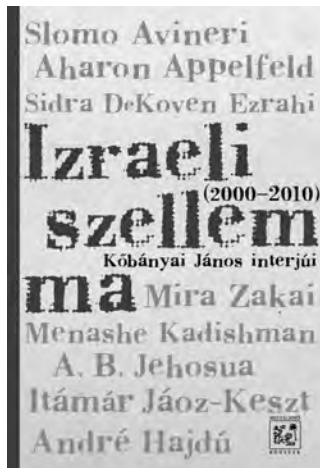 Slomo Avineri
Aharon Appelfeld
Sidra DeKoven Ezrahi
Izraeli
(2000–2010)
szellem
Kőbányai János interjúi
ma Mira Zakai
Menashe Kadishman
A. B. Jehosua
Itámár Jáoz-Keszt
André Hajdú